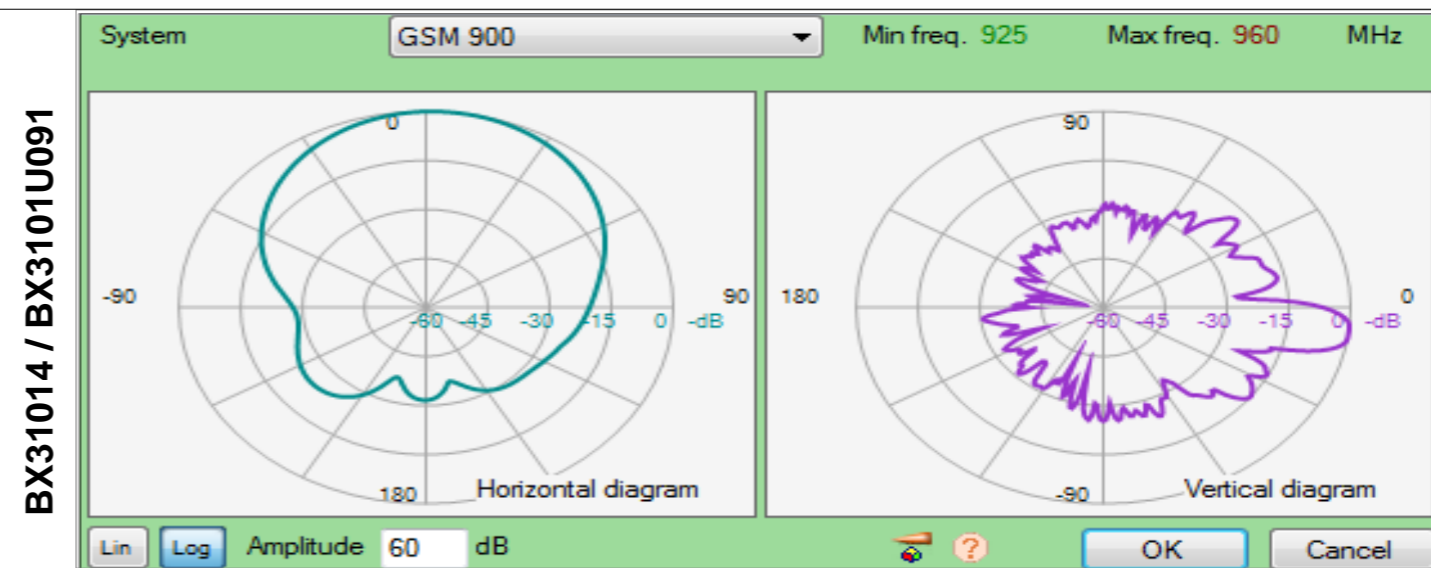 BX31014 / BX3101U091
System GSM 900 Min freq. 925 Max freq. 960 MHz
0
-90 90
-60 -45 -30 -15 0 -dB
180
Horizontal diagram
90
180 0
-60 -45 -30 -15 0 -dB
-90
Vertical diagram
Lin Log Amplitude 60 dB ? OK Cancel